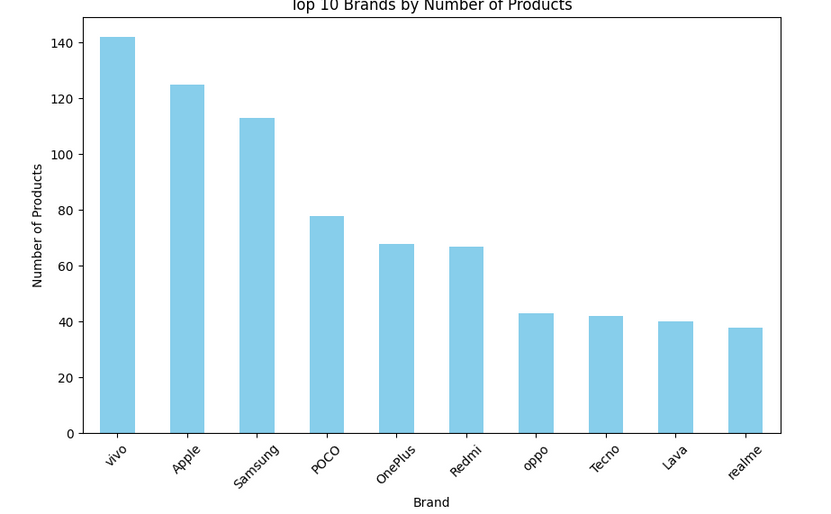 Top 10 Brands by Number of Products
140
120
100
80
60
40
20
0
Number of Products
vivo
Apple
Samsung
POCO
OnePlus
Redmi
oppo
Tecno
Lava
realme
Brand